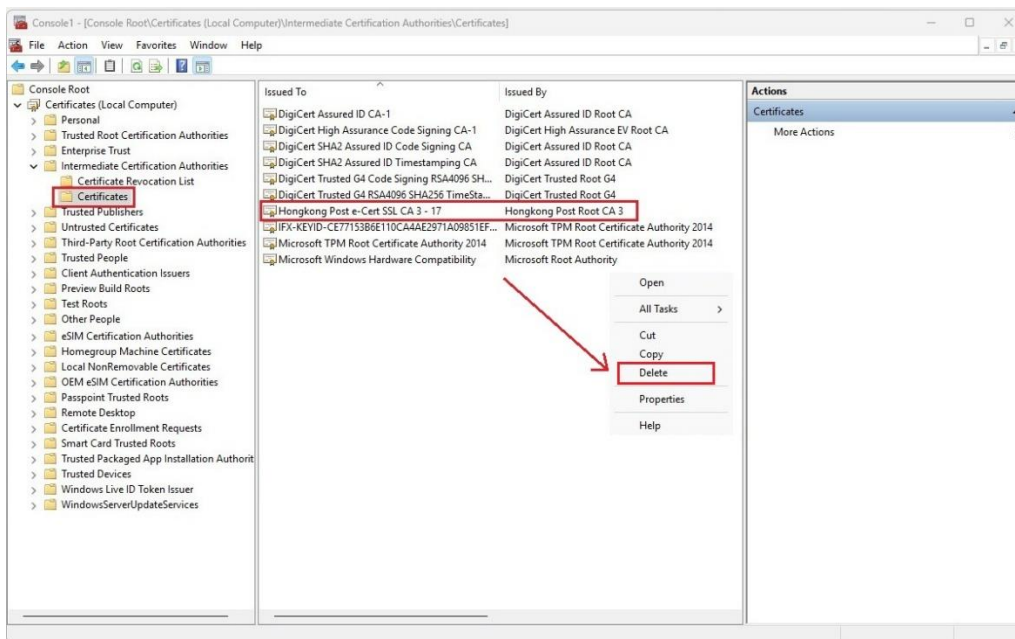 Console1 - [Console Root\Certificates (Local Computer)\Intermediate Certification Authorities\Certificates]
File Action View Favorites Window Help
Console Root
Certificates (Local Computer)
Personal
Trusted Root Certification Authorities
Enterprise Trust
Intermediate Certification Authorities
Certificate Revocation List
Certificates
Trusted Publishers
Untrusted Certificates
Third-Party Root Certification Authorities
Trusted People
Client Authentication Issuers
Preview Build Roots
Test Roots
Other People
eSIM Certification Authorities
Homegroup Machine Certificates
Local NonRemovable Certificates
OEM eSIM Certification Authorities
Passpoint Trusted Roots
Remote Desktop
Certificate Enrollment Requests
Smart Card Trusted Roots
Trusted Packaged App Installation Authorit
Trusted Devices
Windows Live ID Token Issuer
WindowsServerUpdateServices
Issued To Issued By
DigiCert Assured ID CA-1 DigiCert Assured ID Root CA
DigiCert High Assurance Code Signing CA-1 DigiCert High Assurance EV Root CA
DigiCert SHA2 Assured ID Code Signing CA DigiCert Assured ID Root CA
DigiCert SHA2 Assured ID Timestamping CA DigiCert Assured ID Root CA
DigiCert Trusted G4 Code Signing RSA4096 SH... DigiCert Trusted Root G4
DigiCert Trusted G4 RSA4096 SHA256 TimeSta... DigiCert Trusted Root G4
Hongkong Post e-Cert SSL CA 3 - 17 Hongkong Post Root CA 3
IFX-KEYID-CE77153B6E110CA4AE2971A09851EF... Microsoft TPM Root Certificate Authority 2014
Microsoft TPM Root Certificate Authority 2014 Microsoft TPM Root Certificate Authority 2014
Microsoft Windows Hardware Compatibility Microsoft Root Authority
Open
All Tasks
Cut
Copy
Delete
Properties
Help
Actions
Certificates
More Actions